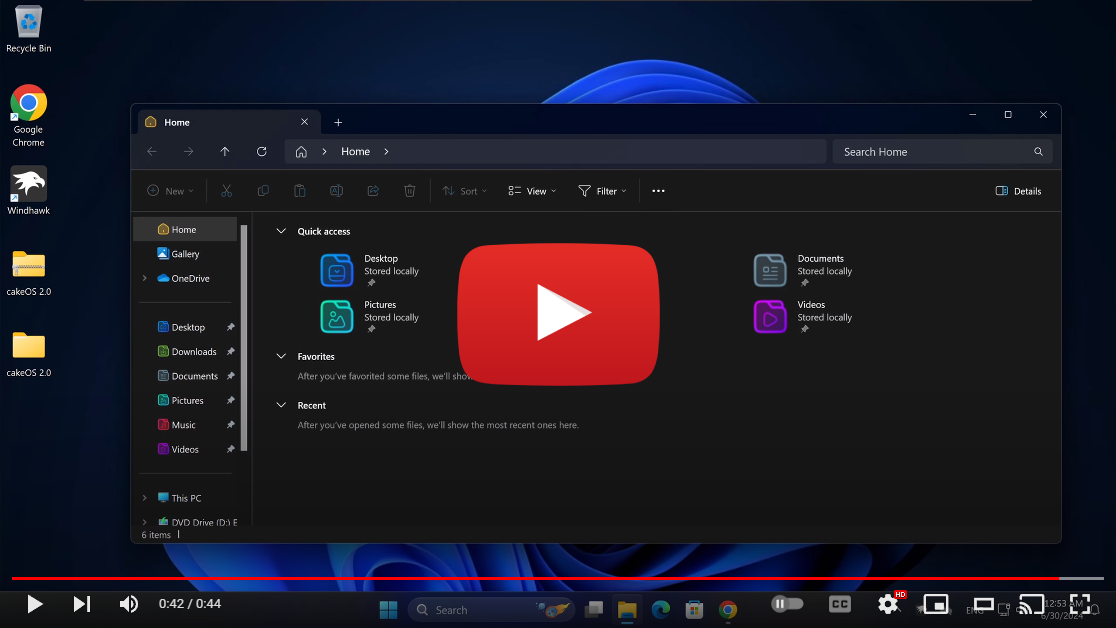 Recycle Bin
Google
Chrome
Windhawk
cakeOS 2.0
cakeOS 2.0
Home
Home
Search Home
New
Sort
View
Filter
Details
Home
Gallery
OneDrive
Desktop
Downloads
Documents
Pictures
Music
Videos
This PC
DVD Drive (D:) E
6 items
Quick access
Desktop
Stored locally
Documents
Stored locally
Pictures
Stored locally
Videos
Stored locally
Favorites
After you've favorited some files, we'll show
Recent
After you've opened some files, we'll show the most recent ones here.
0:42 / 0:44
Search
CC
HD
12:53 AM
6/30/2024